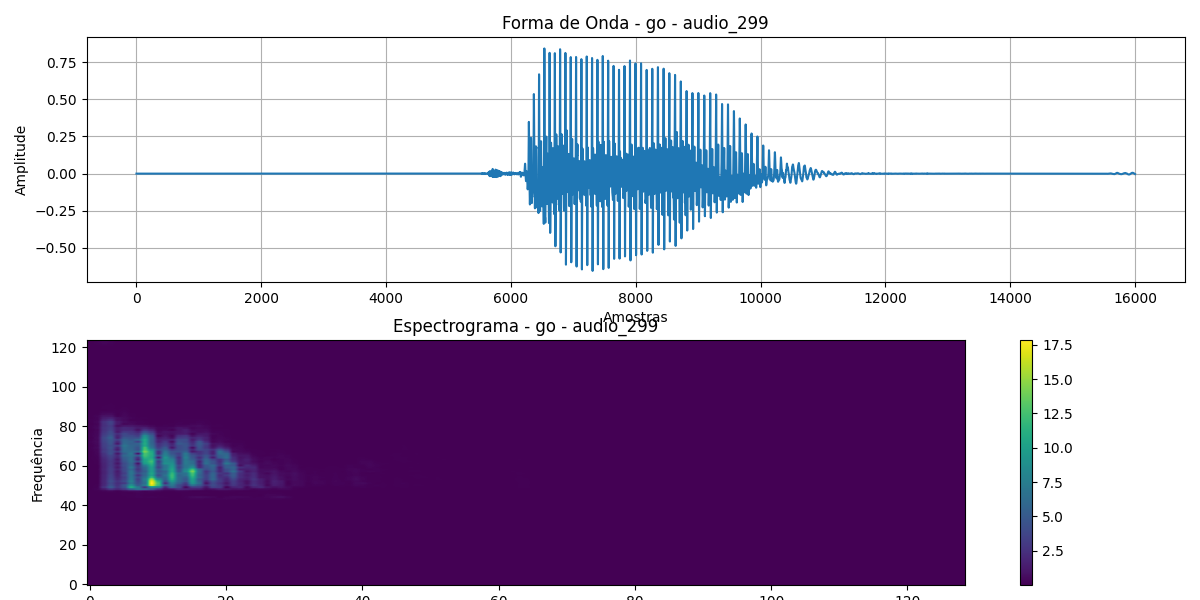 Forma de Onda - go - audio_299
Amplitude
0.75
0.50
0.25
0.00
−0.25
−0.50
0 2000 4000 6000 8000 10000 12000 14000 16000
Amostras
Espectrograma - go - audio_299
Frequência
120
100
80
60
40
20
0
0 20 40 60 80 100 120
17.5
15.0
12.5
10.0
7.5
5.0
2.5